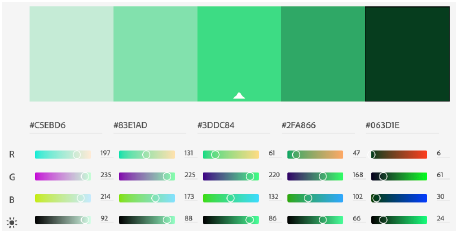 #C5EBD6 #83E1AD #3DDC84 #2FA866 #063D1E
R 197 131 61 47 6
G 235 225 220 168 61
B 214 173 132 102 30
92 88 86 66 24